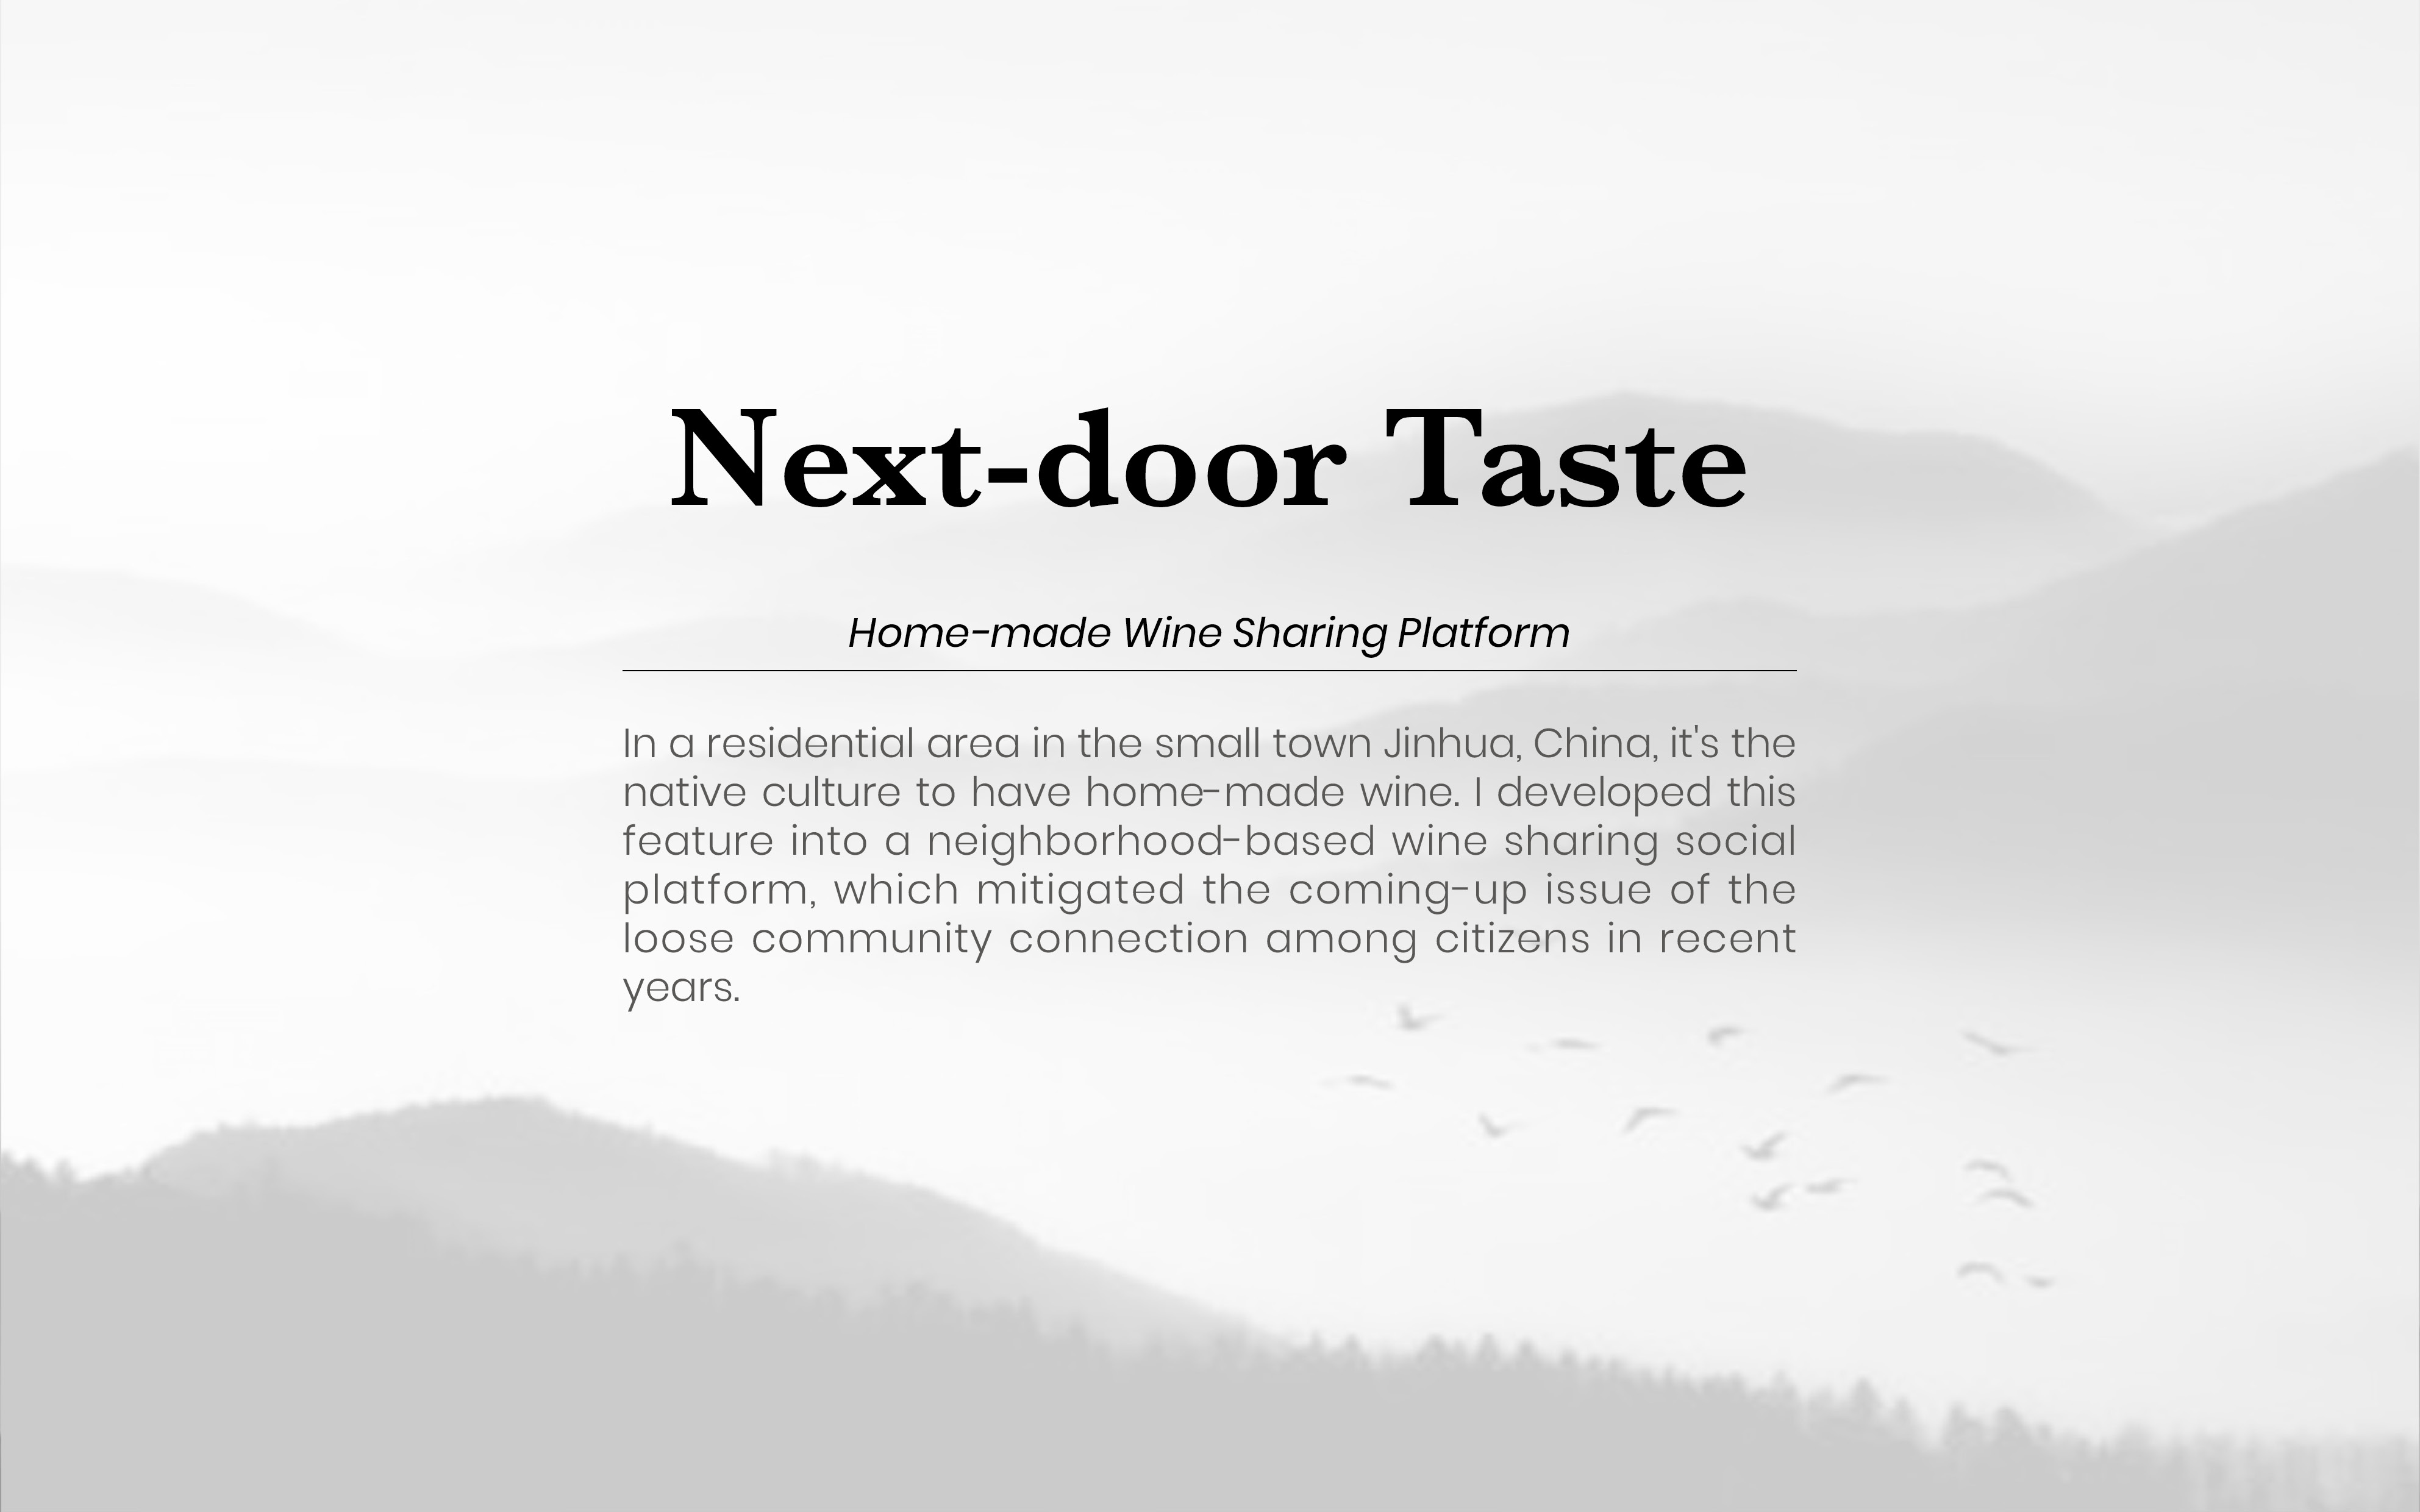 Next-door Taste
Home-made Wine Sharing Platform
In a residential area in the small town Jinhua, China, it's the
native culture to have home-made wine. I developed this
feature into a neighborhood-based wine sharing social
platform, which mitigated the coming-up issue of the
loose community connection among citizens in recent
years.